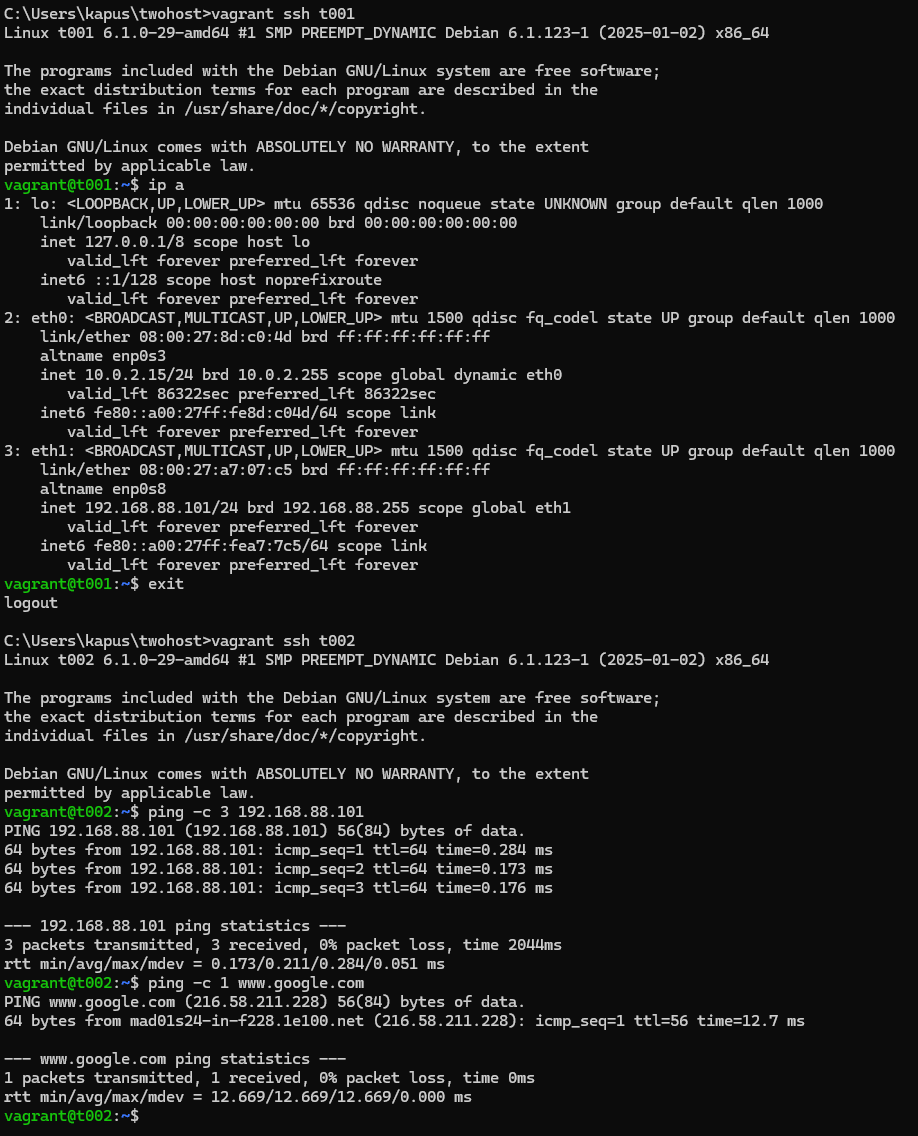 C:\Users\kapus\twohost>vagrant ssh t001
Linux t001 6.1.0-29-amd64 #1 SMP PREEMPT_DYNAMIC Debian 6.1.123-1 (2025-01-02) x86_64

The programs included with the Debian GNU/Linux system are free software;
the exact distribution terms for each program are described in the
individual files in /usr/share/doc/*/copyright.

Debian GNU/Linux comes with ABSOLUTELY NO WARRANTY, to the extent
permitted by applicable law.
vagrant@t001:~$ ip a
1: lo: <LOOPBACK,UP,LOWER_UP> mtu 65536 qdisc noqueue state UNKNOWN group default qlen 1000
    link/loopback 00:00:00:00:00:00 brd 00:00:00:00:00:00
    inet 127.0.0.1/8 scope host lo
       valid_lft forever preferred_lft forever
    inet6 ::1/128 scope host noprefixroute
       valid_lft forever preferred_lft forever
2: eth0: <BROADCAST,MULTICAST,UP,LOWER_UP> mtu 1500 qdisc fq_codel state UP group default qlen 1000
    link/ether 08:00:27:8d:c0:4d brd ff:ff:ff:ff:ff:ff
    altname enp0s3
    inet 10.0.2.15/24 brd 10.0.2.255 scope global dynamic eth0
       valid_lft 86322sec preferred_lft 86322sec
    inet6 fe80::a00:27ff:fe8d:c04d/64 scope link
       valid_lft forever preferred_lft forever
3: eth1: <BROADCAST,MULTICAST,UP,LOWER_UP> mtu 1500 qdisc fq_codel state UP group default qlen 1000
    link/ether 08:00:27:a7:07:c5 brd ff:ff:ff:ff:ff:ff
    altname enp0s8
    inet 192.168.88.101/24 brd 192.168.88.255 scope global eth1
       valid_lft forever preferred_lft forever
    inet6 fe80::a00:27ff:fea7:7c5/64 scope link
       valid_lft forever preferred_lft forever
vagrant@t001:~$ exit
logout

C:\Users\kapus\twohost>vagrant ssh t002
Linux t002 6.1.0-29-amd64 #1 SMP PREEMPT_DYNAMIC Debian 6.1.123-1 (2025-01-02) x86_64

The programs included with the Debian GNU/Linux system are free software;
the exact distribution terms for each program are described in the
individual files in /usr/share/doc/*/copyright.

Debian GNU/Linux comes with ABSOLUTELY NO WARRANTY, to the extent
permitted by applicable law.
vagrant@t002:~$ ping -c 3 192.168.88.101
PING 192.168.88.101 (192.168.88.101) 56(84) bytes of data.
64 bytes from 192.168.88.101: icmp_seq=1 ttl=64 time=0.284 ms
64 bytes from 192.168.88.101: icmp_seq=2 ttl=64 time=0.173 ms
64 bytes from 192.168.88.101: icmp_seq=3 ttl=64 time=0.176 ms

--- 192.168.88.101 ping statistics ---
3 packets transmitted, 3 received, 0% packet loss, time 2044ms
rtt min/avg/max/mdev = 0.173/0.211/0.284/0.051 ms
vagrant@t002:~$ ping -c 1 www.google.com
PING www.google.com (216.58.211.228) 56(84) bytes of data.
64 bytes from mad01s24-in-f228.1e100.net (216.58.211.228): icmp_seq=1 ttl=56 time=12.7 ms

--- www.google.com ping statistics ---
1 packets transmitted, 1 received, 0% packet loss, time 0ms
rtt min/avg/max/mdev = 12.669/12.669/12.669/0.000 ms
vagrant@t002:~$